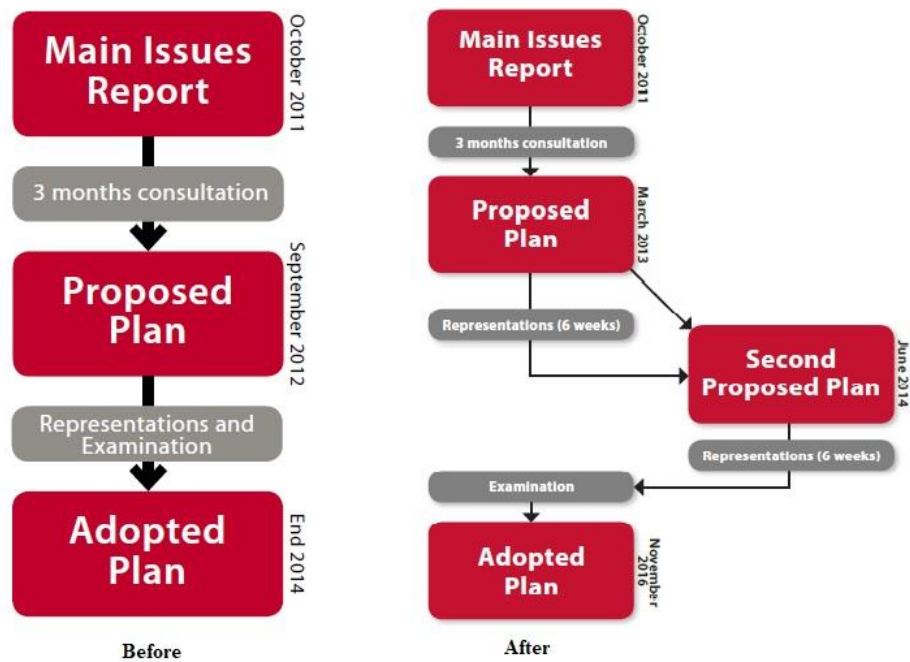 Main Issues
Report
October 2011
3 months consultation
Proposed
Plan
September 2012
Representations and
Examination
Adopted
Plan
End 2014
Before
Main Issues
Report
October 2011
3 months consultation
Proposed
Plan
March 2013
Representations (6 weeks)
Second
Proposed Plan
June 2014
Representations (6 weeks)
Examination
Adopted
Plan
November
2016
After